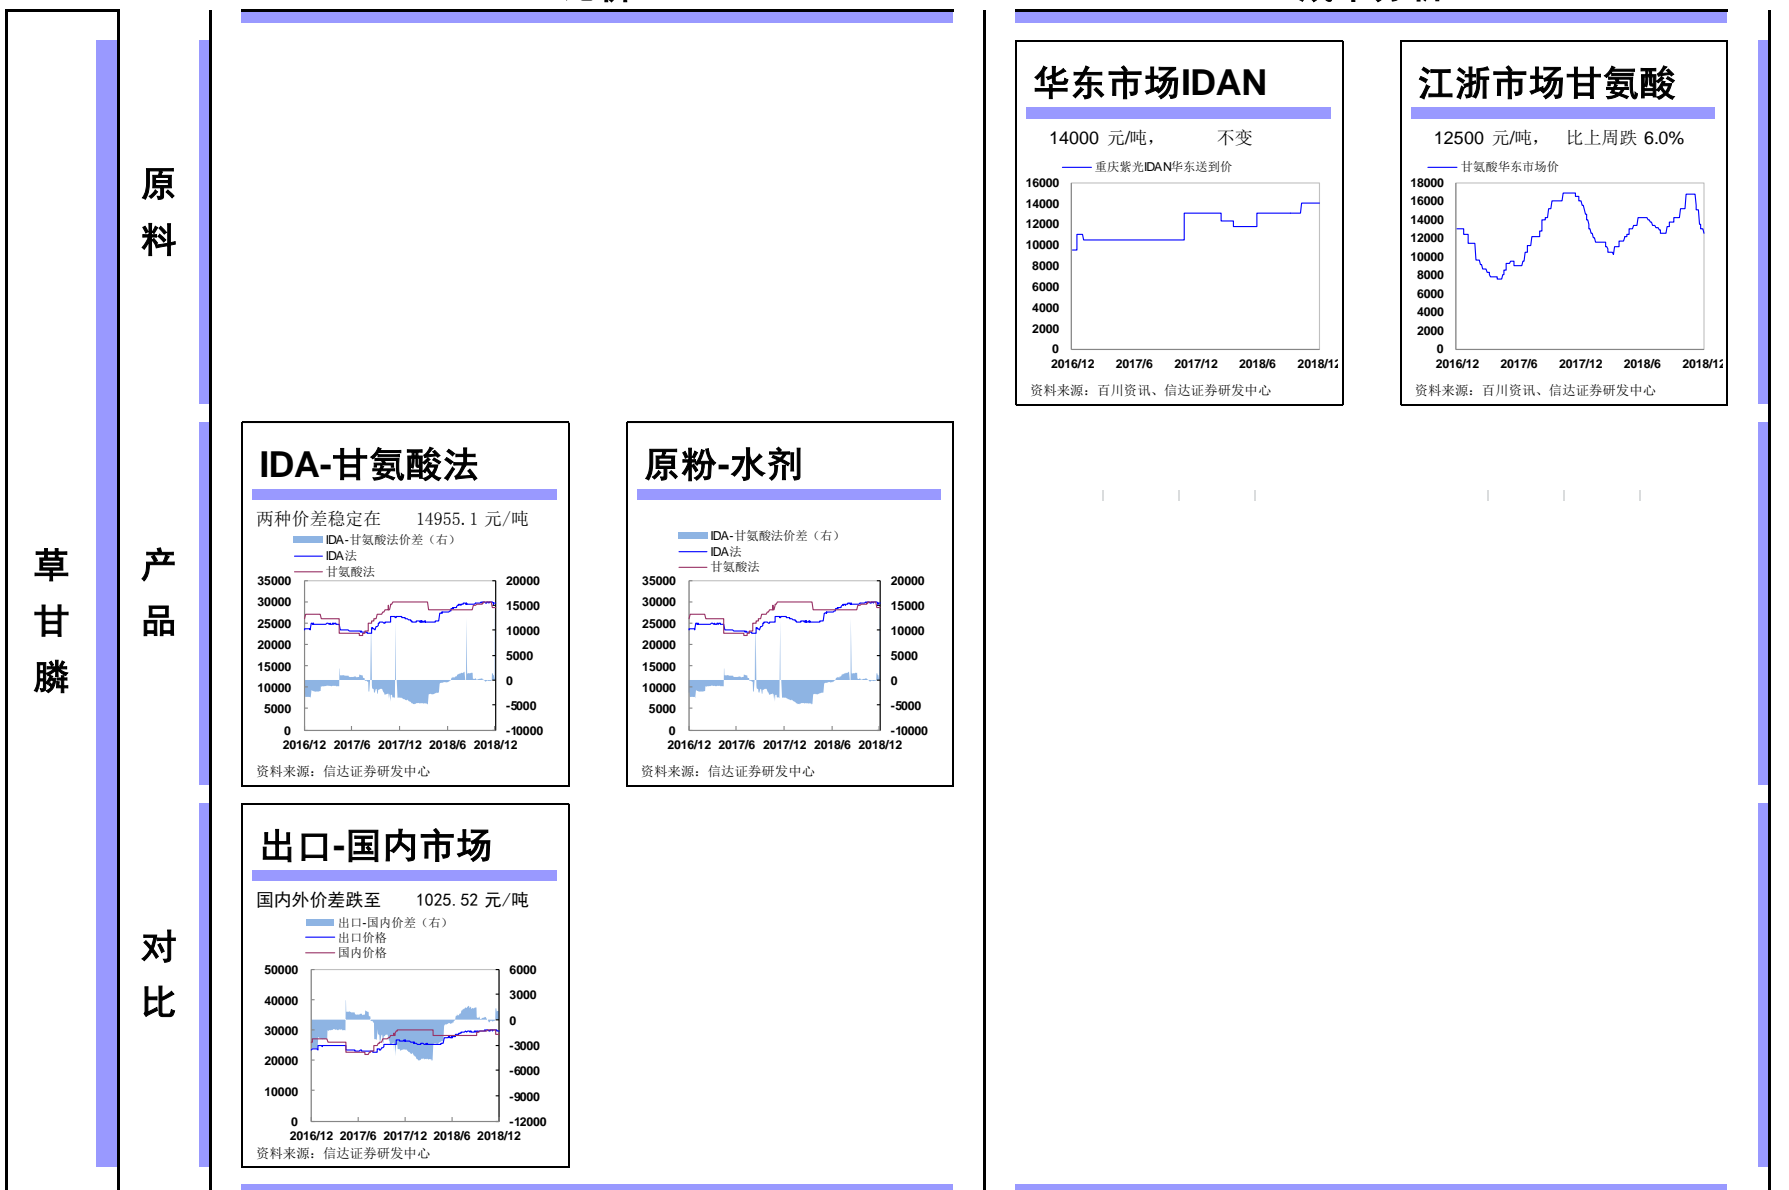 草甘膦
原料
华东市场IDAN
14000 元/吨， 不变
重庆紫光IDAN华东送到价
16000
14000
12000
10000
8000
6000
4000
2000
0
2016/12 2017/6 2017/12 2018/6 2018/12
资料来源：百川资讯、信达证券研发中心
江浙市场甘氨酸
12500 元/吨， 比上周跌 6.0%
甘氨酸华东市场价
18000
16000
14000
12000
10000
8000
6000
4000
2000
0
2016/12 2017/6 2017/12 2018/6 2018/12
资料来源：百川资讯、信达证券研发中心
产品
IDA-甘氨酸法
两种价差稳定在 14955.1 元/吨
IDA-甘氨酸法价差（右）
IDA法
甘氨酸法
35000 20000
30000 15000
25000 10000
20000 5000
15000 0
10000 -5000
5000 -10000
0
2016/12 2017/6 2017/12 2018/6 2018/12
资料来源：信达证券研发中心
原粉-水剂
IDA-甘氨酸法价差（右）
IDA法
甘氨酸法
35000 20000
30000 15000
25000 10000
20000 5000
15000 0
10000 -5000
5000 -10000
0
2016/12 2017/6 2017/12 2018/6 2018/12
资料来源：信达证券研发中心
对比
出口-国内市场
国内外价差跌至 1025.52 元/吨
出口-国内价差（右）
出口价格
国内价格
50000 6000
40000 3000
30000 0
20000 -3000
10000 -6000
0 -9000
-12000
2016/12 2017/6 2017/12 2018/6 2018/12
资料来源：信达证券研发中心